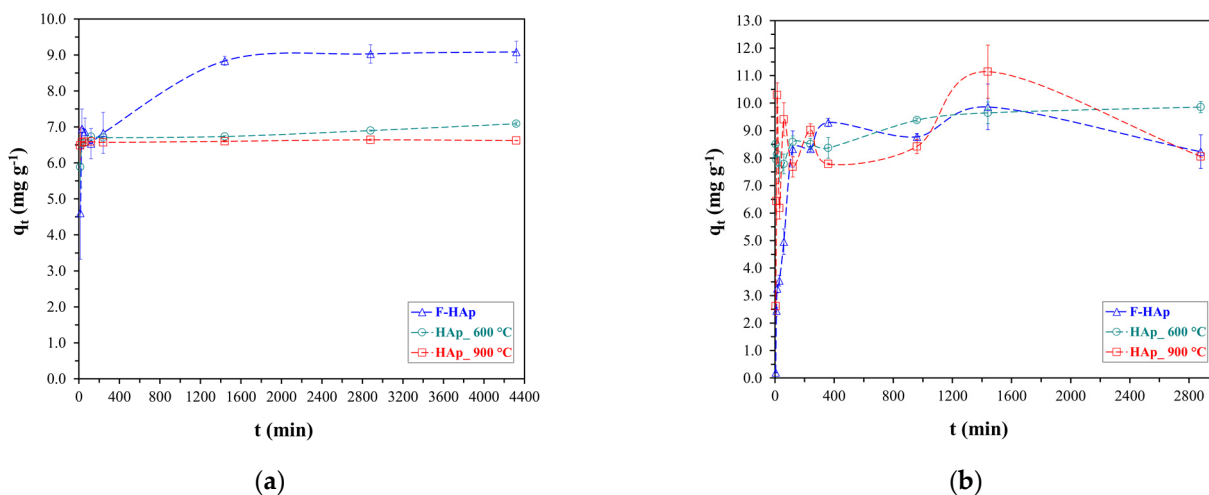 (a)
10.0
9.0
8.0
7.0
6.0
5.0
4.0
3.0
2.0
1.0
0.0
qt (mg g-1)
F-HAp
HAp_ 600 °C
HAp_ 900 °C
0 400 800 1200 1600 2000 2400 2800 3200 3600 4000 4400
t (min)
(a)
(b)
13.0
12.0
11.0
10.0
9.0
8.0
7.0
6.0
5.0
4.0
3.0
2.0
1.0
0.0
qt (mg g-1)
F-HAp
HAp_ 600 °C
HAp_ 900 °C
0 400 800 1200 1600 2000 2400 2800
t (min)
(b)